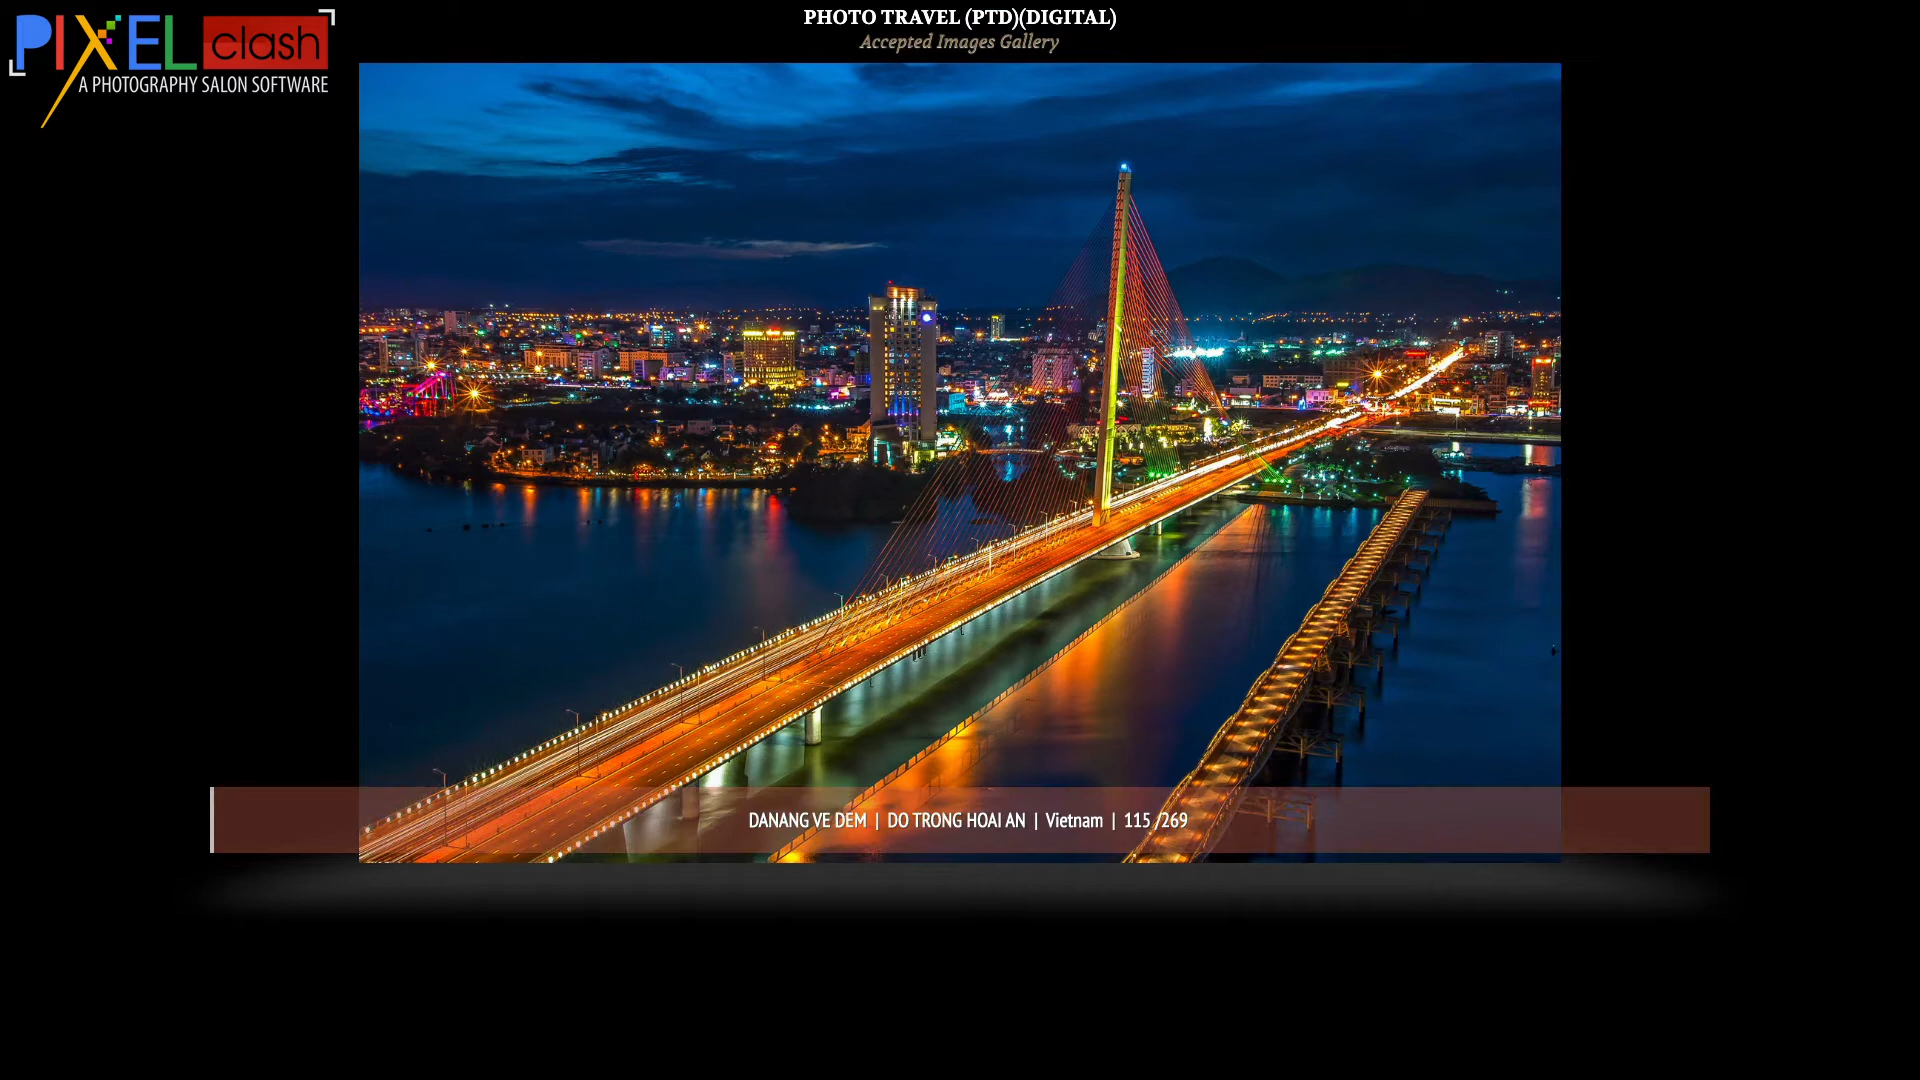 PIXEL clash
A PHOTOGRAPHY SALON SOFTWARE
PHOTO TRAVEL (PTD)(DIGITAL)
Accepted Images Gallery
DANANG VE DEM | DO TRONG HOAI AN | Vietnam | 115 /269